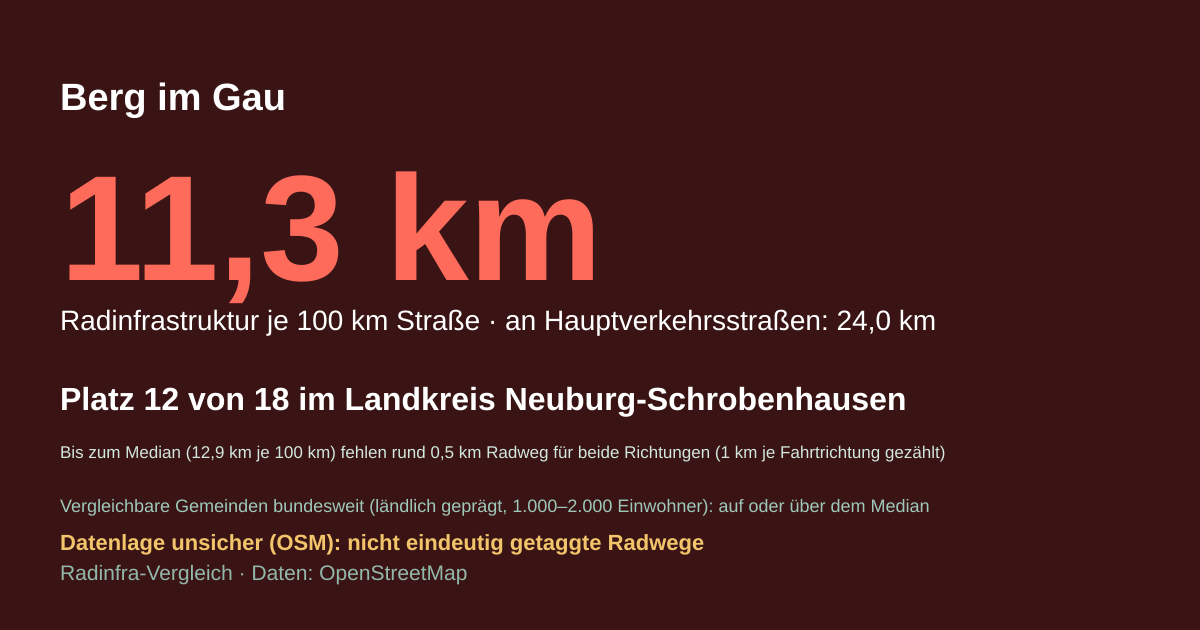 Berg im Gau
11,3 km
Radinfrastruktur je 100 km Straße · an Hauptverkehrsstraßen: 24,0 km
Platz 12 von 18 im Landkreis Neuburg-Schrobenhausen
Bis zum Median (12,9 km je 100 km) fehlen rund 0,5 km Radweg für beide Richtungen (1 km je Fahrtrichtung gezählt)
Vergleichbare Gemeinden bundesweit (ländlich geprägt, 1.000–2.000 Einwohner): auf oder über dem Median
Datenlage unsicher (OSM): nicht eindeutig getaggte Radwege
Radinfra-Vergleich · Daten: OpenStreetMap